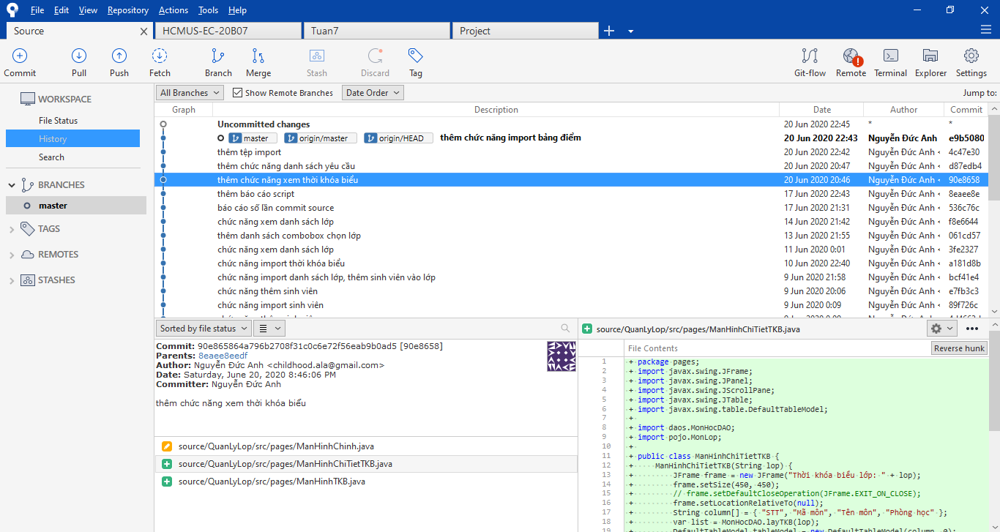 File Edit View Repository Actions Tools Help
Source HCMUS-EC-20B07 Tuan7 Project
Commit Pull Push Fetch Branch Merge Stash Discard Tag Git-flow Remote Terminal Explorer Settings
WORKSPACE
File Status
History
Search
BRANCHES
master
TAGS
REMOTES
STASHES
All Branches Show Remote Branches Date Order Jump to:
Graph Description Date Author Commit
Uncommitted changes 20 Jun 2020 22:45 * *
master origin/master origin/HEAD thêm chức năng import bảng điểm 20 Jun 2020 22:43 Nguyễn Đức Anh e9b5080
thêm tệp import 20 Jun 2020 22:42 Nguyễn Đức Anh < 4c47e30
thêm chức năng danh sách yêu cầu 20 Jun 2020 20:47 Nguyễn Đức Anh < d87edb4
thêm chức năng xem thời khóa biểu 20 Jun 2020 20:46 Nguyễn Đức Anh < 90e8658
thêm báo cáo script 17 Jun 2020 22:43 Nguyễn Đức Anh < 8eaee8e
báo cáo số lần commit source 17 Jun 2020 21:31 Nguyễn Đức Anh < 536c76c
chức năng xem danh sách lớp 14 Jun 2020 21:42 Nguyễn Đức Anh < f8e6644
thêm danh sách combobox chọn lớp 13 Jun 2020 21:55 Nguyễn Đức Anh < 061cd57
chức năng xem danh sách lớp 11 Jun 2020 0:01 Nguyễn Đức Anh < 3fe2327
chức năng import thời khóa biểu 10 Jun 2020 22:40 Nguyễn Đức Anh < a181d8b
chức năng import danh sách lớp, thêm sinh viên vào lớp 9 Jun 2020 21:58 Nguyễn Đức Anh < bcf41e4
chức năng thêm sinh viên 9 Jun 2020 20:06 Nguyễn Đức Anh < e7fb3c3
chức năng import sinh viên 9 Jun 2020 0:09 Nguyễn Đức Anh < 89f726c
Sorted by file status
Commit: 90e865864a796b2708f31c0c6e72f56eab9b0ad5 [90e8658]
Parents: 8eaee8eedf
Author: Nguyễn Đức Anh <childhood.ala@gmail.com>
Date: Saturday, June 20, 2020 8:46:06 PM
Committer: Nguyễn Đức Anh
thêm chức năng xem thời khóa biểu
source/QuanLyLop/src/pages/ManHinhChinh.java
source/QuanLyLop/src/pages/ManHinhChiTietTKB.java
source/QuanLyLop/src/pages/ManHinhTKB.java
source/QuanLyLop/src/pages/ManHinhChiTietTKB.java
File Contents Reverse hunk
1 + package pages;
2 + import javax.swing.JFrame;
3 + import javax.swing.JPanel;
4 + import javax.swing.JScrollPane;
5 + import javax.swing.JTable;
6 + import javax.swing.table.DefaultTableModel;
7 +
8 + import daos.MonHocDAO;
9 + import pojo.MonLop;
10 +
11 + public class ManHinhChiTietTKB {
12 + ManHinhChiTietTKB(String lop) {
13 + JFrame frame = new JFrame("Thời khóa biểu lớp: " + lop);
14 + frame.setSize(450, 450);
15 + // frame.setDefaultCloseOperation(JFrame.EXIT_ON_CLOSE);
16 + frame.setLocationRelativeTo(null);
17 + String column[] = { "STT", "Mã môn", "Tên môn", "Phòng học" };
18 + var list = MonHocDAO.layTKB(lop);
19 + DefaultTableModel tableModel = new DefaultTableModel(column, 0);